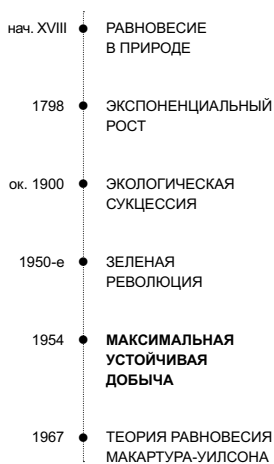 нач. XVIII РАВНОВЕСИЕ
В ПРИРОДЕ
1798 ЭКСПОНЕНЦИАЛЬНЫЙ
РОСТ
ок. 1900 ЭКОЛОГИЧЕСКАЯ
СУКЦЕССИЯ
1950-е ЗЕЛЕНАЯ
РЕВОЛЮЦИЯ
1954 МАКСИМАЛЬНАЯ
УСТОЙЧИВАЯ
ДОБЫЧА
1967 ТЕОРИЯ РАВНОВЕСИЯ
МАКАРТУРА-УИЛСОНА